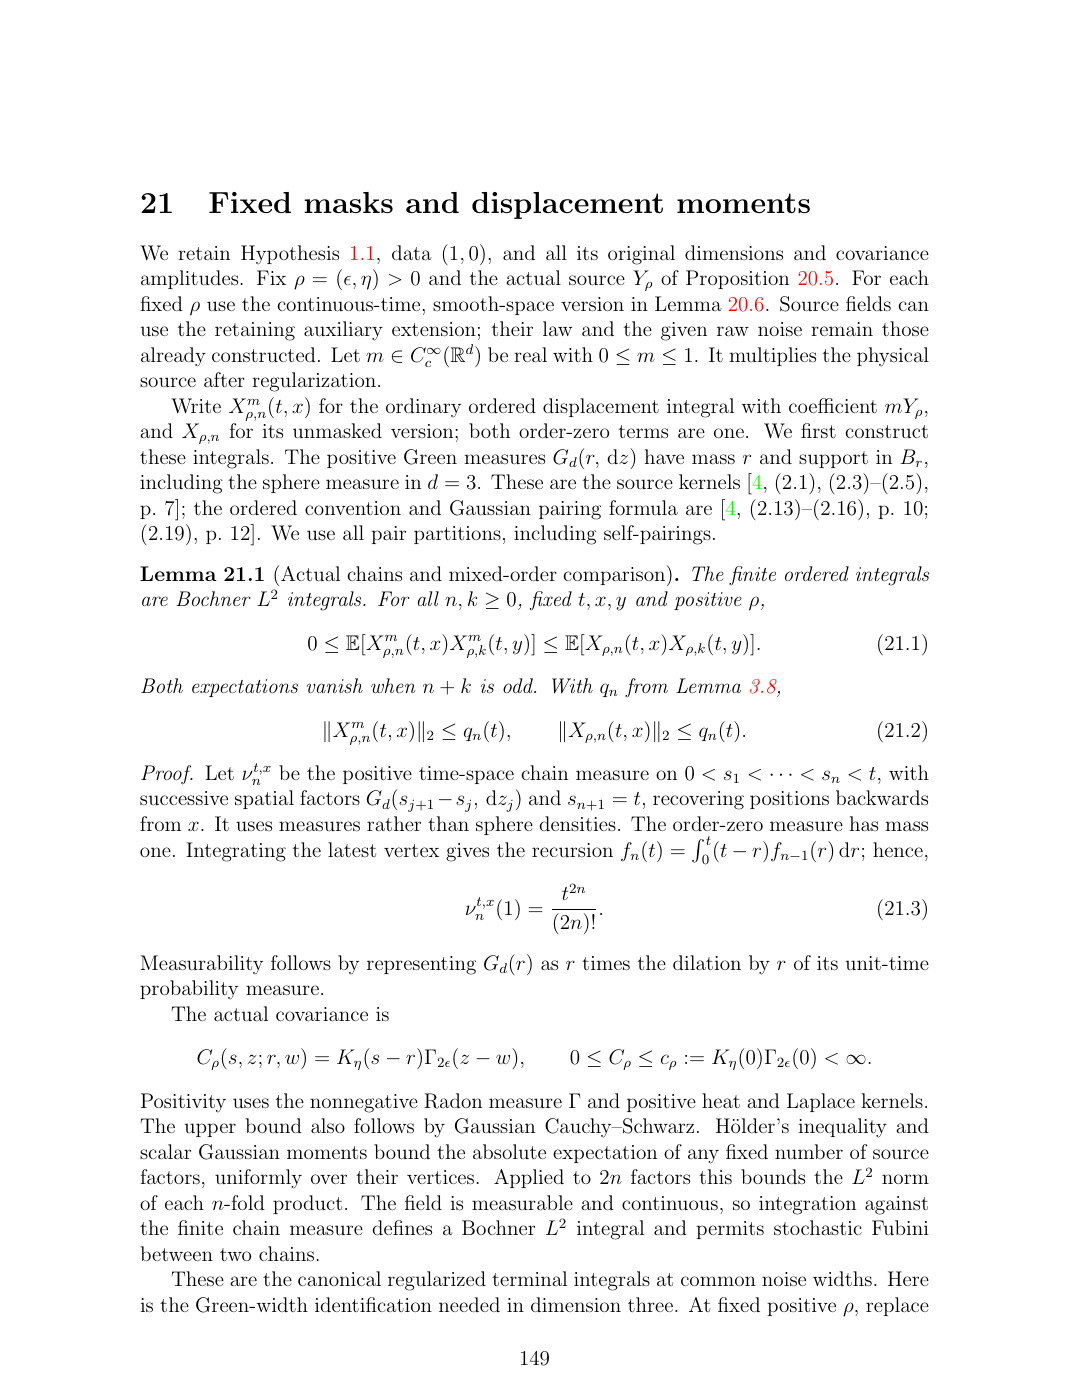 21 Fixed masks and displacement moments
We retain Hypothesis 1.1, data (1, 0), and all its original dimensions and covariance
amplitudes. Fix ρ = (ϵ, η) > 0 and the actual source Y_ρ of Proposition 20.5. For each
fixed ρ use the continuous-time, smooth-space version in Lemma 20.6. Source fields can
use the retaining auxiliary extension; their law and the given raw noise remain those
already constructed. Let m ∈ C_c^∞(ℝ^d) be real with 0 ≤ m ≤ 1. It multiplies the physical
source after regularization.
Write X_{ρ,n}^m(t, x) for the ordinary ordered displacement integral with coefficient mY_ρ,
and X_{ρ,n} for its unmasked version; both order-zero terms are one. We first construct
these integrals. The positive Green measures G_d(r, dz) have mass r and support in B_r,
including the sphere measure in d = 3. These are the source kernels [4, (2.1), (2.3)–(2.5),
p. 7]; the ordered convention and Gaussian pairing formula are [4, (2.13)–(2.16), p. 10;
(2.19), p. 12]. We use all pair partitions, including self-pairings.
Lemma 21.1 (Actual chains and mixed-order comparison). The finite ordered integrals
are Bochner L² integrals. For all n, k ≥ 0, fixed t, x, y and positive ρ,
0 ≤ 𝔼[X_{ρ,n}^m(t, x)X_{ρ,k}^m(t, y)] ≤ 𝔼[X_{ρ,n}(t, x)X_{ρ,k}(t, y)]. (21.1)
Both expectations vanish when n + k is odd. With q_n from Lemma 3.8,
‖X_{ρ,n}^m(t, x)‖_2 ≤ q_n(t), ‖X_{ρ,n}(t, x)‖_2 ≤ q_n(t). (21.2)
Proof. Let ν_n^{t,x} be the positive time-space chain measure on 0 < s_1 < ··· < s_n < t, with
successive spatial factors G_d(s_{j+1} − s_j, dz_j) and s_{n+1} = t, recovering positions backwards
from x. It uses measures rather than sphere densities. The order-zero measure has mass
one. Integrating the latest vertex gives the recursion f_n(t) = ∫_0^t (t − r)f_{n−1}(r) dr; hence,
ν_n^{t,x}(1) = t^{2n}/(2n)!. (21.3)
Measurability follows by representing G_d(r) as r times the dilation by r of its unit-time
probability measure.
The actual covariance is
C_ρ(s, z; r, w) = K_η(s − r)Γ_{2ϵ}(z − w), 0 ≤ C_ρ ≤ c_ρ := K_η(0)Γ_{2ϵ}(0) < ∞.
Positivity uses the nonnegative Radon measure Γ and positive heat and Laplace kernels.
The upper bound also follows by Gaussian Cauchy–Schwarz. Hölder's inequality and
scalar Gaussian moments bound the absolute expectation of any fixed number of source
factors, uniformly over their vertices. Applied to 2n factors this bounds the L² norm
of each n-fold product. The field is measurable and continuous, so integration against
the finite chain measure defines a Bochner L² integral and permits stochastic Fubini
between two chains.
These are the canonical regularized terminal integrals at common noise widths. Here
is the Green-width identification needed in dimension three. At fixed positive ρ, replace
149